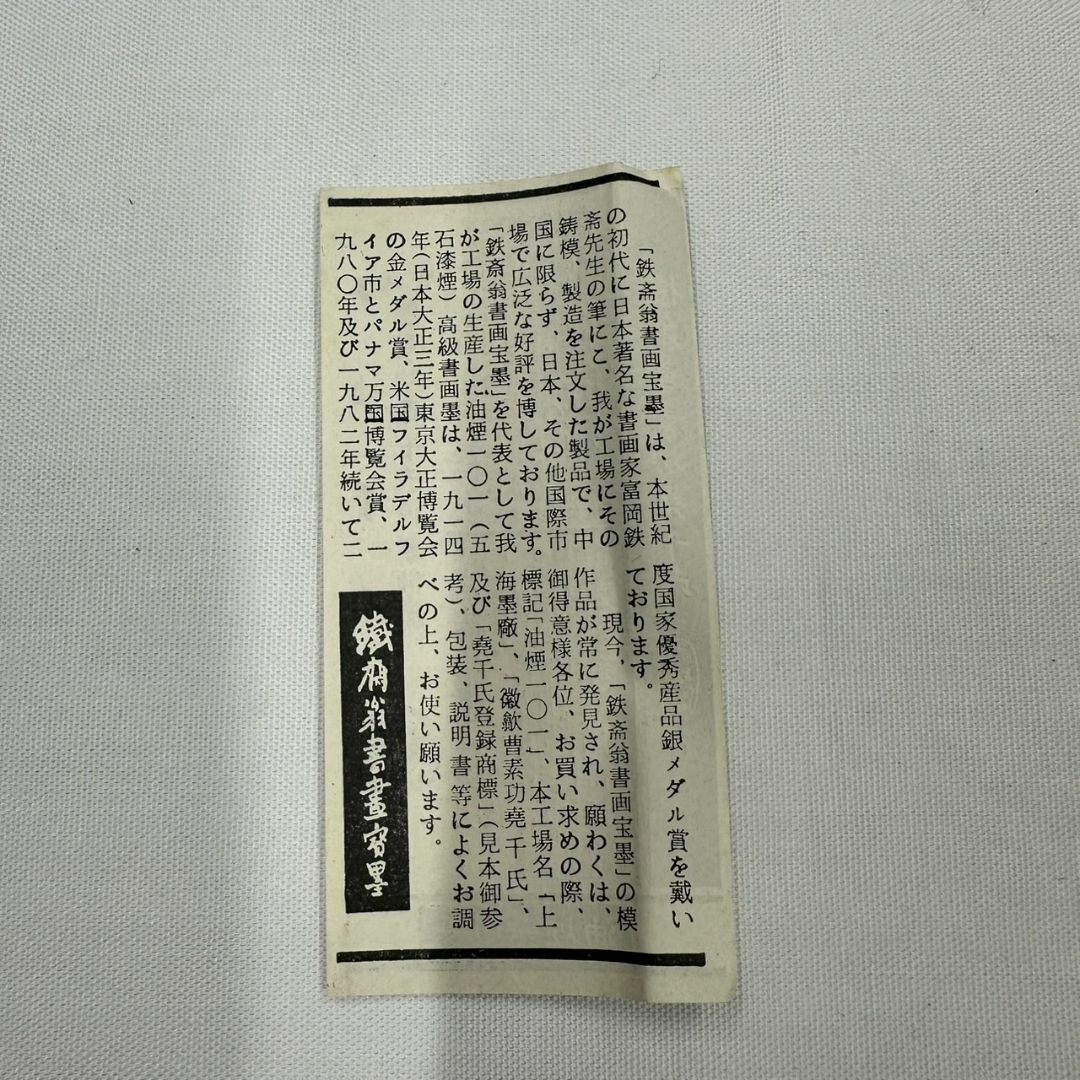 「鉄斎翁書画宝墨」は、本世紀
の初代に日本著名な書画家富岡鉄
斎先生の筆にこ、我が工場にその
鋳模、製造を注文した製品で、中
国に限らず、日本、その他国際市
場で広泛な好評を博しております。
「鉄斎翁書画宝墨」を代表として我
が工場の生産した油煙一〇一(五
石漆煙)高級書画墨は、一九一四
年(日本大正三年)東京大正博覧会
の金メダル賞、米国フィラデルフ
イア市とパナマ万国博覧会賞、一
九八〇年及び一九八二年続いて二
度国家優秀産品銀メダル賞を戴い
ております。
現今、「鉄斎翁書画宝墨」の模
作品が常に発見され、願わくは、
御得意様各位、お買い求めの際、
標記「油煙一〇一」、本工場名「上
海墨廠」、「徽歙曹素功堯千氏」、
及び「堯千氏登録商標」(見本御参
考)、包装、説明書等によくお調
べの上、お使い願います。
鐵齋翁書畫寶墨